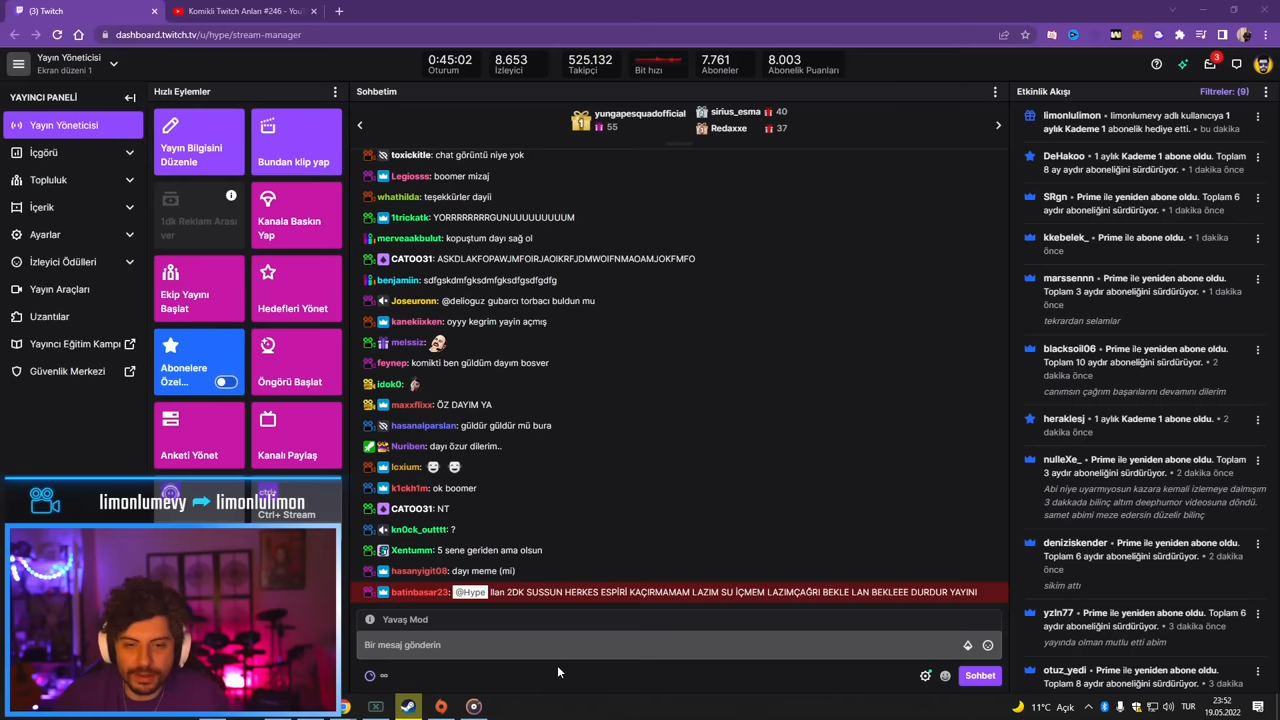 (3) Twitch
Komikli Twitch Anları #246 - You
dashboard.twitch.tv/u/hype/stream-manager
Yayın Yöneticisi
Ekran düzeni 1
0:45:02
Oturum
8.653
İzleyici
525.132
Takipçi
Bit hızı
7.761
Aboneler
8.003
Abonelik Puanları
3
YAYINCI PANELİ
Yayın Yöneticisi
İçgörü
Topluluk
İçerik
Ayarlar
İzleyici Ödülleri
Yayın Araçları
Uzantılar
Yayıncı Eğitim Kampı
Güvenlik Merkezi
Hızlı Eylemler
Yayın Bilgisini
Düzenle
Bundan klip yap
1dk Reklam Arası
ver
Kanala Baskın
Yap
Ekip Yayını
Başlat
Hedefleri Yönet
Abonelere
Özel...
Öngörü Başlat
Anketi Yönet
Kanalı Paylaş
Ctrl+ Stream
limonlumevy limonlulimon
Sohbetim
1
yungapesquadofficial
55
sirius_esma 40
Redaxxe 37
toxickitle: chat görüntü niye yok
Legiosss: boomer mizaj
whathilda: teşekkürler dayii
1trickatk: YORRRRRRRGUNUUUUUUUUM
merveaakbulut: kopuştum dayı sağ ol
CATOO31: ASKDLAKFOPAWJMFOIRJAOIKRFJDMWOIFNMAOAMJOKFMFO
benjamiin: sdfgskdmfgksdmfgksdfgsdfgdfg
Joseuronn: @delioguz gubarcı torbacı buldun mu
kanekiixken: oyyy kegrim yayin açmış
melssiz:
feynep: komikti ben güldüm dayım bosver
idok0:
maxxflixx: ÖZ DAYIM YA
hasanalparslan: güldür güldür mü bura
Nuriben: dayı özur dilerim..
lcxium:
k1ckh1m: ok boomer
CATOO31: NT
kn0ck_outttt: ?
Xentumm: 5 sene geriden ama olsun
hasanyigit08: dayı meme (mi)
batinbasar23: @Hype llan 2DK SUSSUN HERKES ESPİRİ KAÇIRMAMAM LAZIM SU İÇMEM LAZIMÇAĞRI BEKLE LAN BEKLEEE DURDUR YAYINI
Yavaş Mod
Bir mesaj gönderin
∞
Sohbet
Etkinlik Akışı
Filtreler: (9)
limonlulimon • limonlumevy adlı kullanıcıya 1
aylık Kademe 1 abonelik hediye etti. • bu dakika
DeHakoo • 1 aylık Kademe 1 abone oldu. Toplam
8 ay aydır aboneliğini sürdürüyor. • 1 dakika önce
SRgn • Prime ile yeniden abone oldu. Toplam 6
aydır aboneliğini sürdürüyor. • 1 dakika önce
kkebelek_ • Prime ile abone oldu. • 1 dakika
önce
marssennn • Prime ile yeniden abone oldu.
Toplam 3 aydır aboneliğini sürdürüyor. • 1 dakika
önce
tekrardan selamlar
blacksoil06 • Prime ile yeniden abone oldu.
Toplam 10 aydır aboneliğini sürdürüyor. • 2
dakika önce
canımsın çağrım başarılarını devamını dilerim
heraklesj • 1 aylık Kademe 1 abone oldu. • 2
dakika önce
nulleXe_ • Prime ile yeniden abone oldu. Toplam
3 aydır aboneliğini sürdürüyor. • 2 dakika önce
Abi niye uyarmıyosun kazara kemali izlemeye dalmışım
3 dakkada bilinç altım deephumor videosuna döndü.
samet abimi meze edersin düzelir bilinç
deniziskender • Prime ile yeniden abone oldu.
Toplam 6 aydır aboneliğini sürdürüyor. • 2 dakika
önce
sikim attı
yzln77 • Prime ile yeniden abone oldu. Toplam 6
aydır aboneliğini sürdürüyor. • 3 dakika önce
yayında olman mutlu etti abim
otuz_yedi • Prime ile yeniden abone oldu.
Toplam 8 aydır aboneliğini sürdürüyor. • 3 dakika
11°C Açık
TUR
23:52
19.05.2022